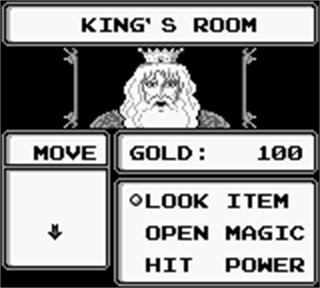 KING'S ROOM
MOVE
GOLD: 100
LOOK ITEM
OPEN MAGIC
HIT POWER